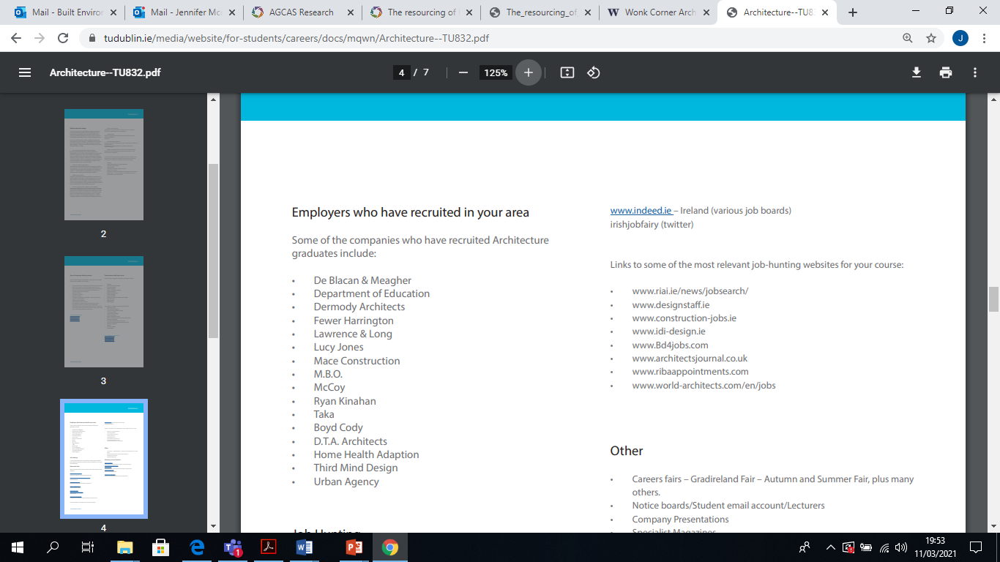 Mail - Built Enviror
Mail - Jennifer Mc
AGCAS Research
The resourcing of
The_resourcing_of
Wonk Corner Arch
Architecture--TU83
tudublin.ie/media/website/for-students/careers/docs/mqwn/Architecture--TU832.pdf
J
Architecture--TU832.pdf
4 / 7
125%
2
3
4
Employers who have recruited in your area
Some of the companies who have recruited Architecture
graduates include:
• De Blacan & Meagher
• Department of Education
• Dermody Architects
• Fewer Harrington
• Lawrence & Long
• Lucy Jones
• Mace Construction
• M.B.O.
• McCoy
• Ryan Kinahan
• Taka
• Boyd Cody
• D.T.A. Architects
• Home Health Adaption
• Third Mind Design
• Urban Agency
Job Hunting
www.indeed.ie – Ireland (various job boards)
irishjobfairy (twitter)
Links to some of the most relevant job-hunting websites for your course:
• www.riai.ie/news/jobsearch/
• www.designstaff.ie
• www.construction-jobs.ie
• www.idi-design.ie
• www.Bd4jobs.com
• www.architectsjournal.co.uk
• www.ribaappointments.com
• www.world-architects.com/en/jobs
Other
• Careers fairs – Gradireland Fair – Autumn and Summer Fair, plus many
others.
• Notice boards/Student email account/Lecturers
• Company Presentations
• Specialist Magazines
1
19:53
11/03/2021